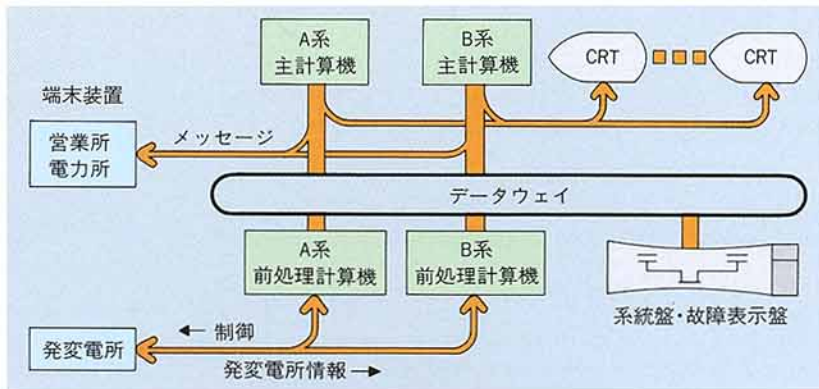 A系
主計算機
B系
主計算機
CRT
CRT
端末装置
営業所
電力所
メッセージ
データウェイ
A系
前処理計算機
B系
前処理計算機
系統盤・故障表示盤
発変電所
← 制御
発変電所情報 →